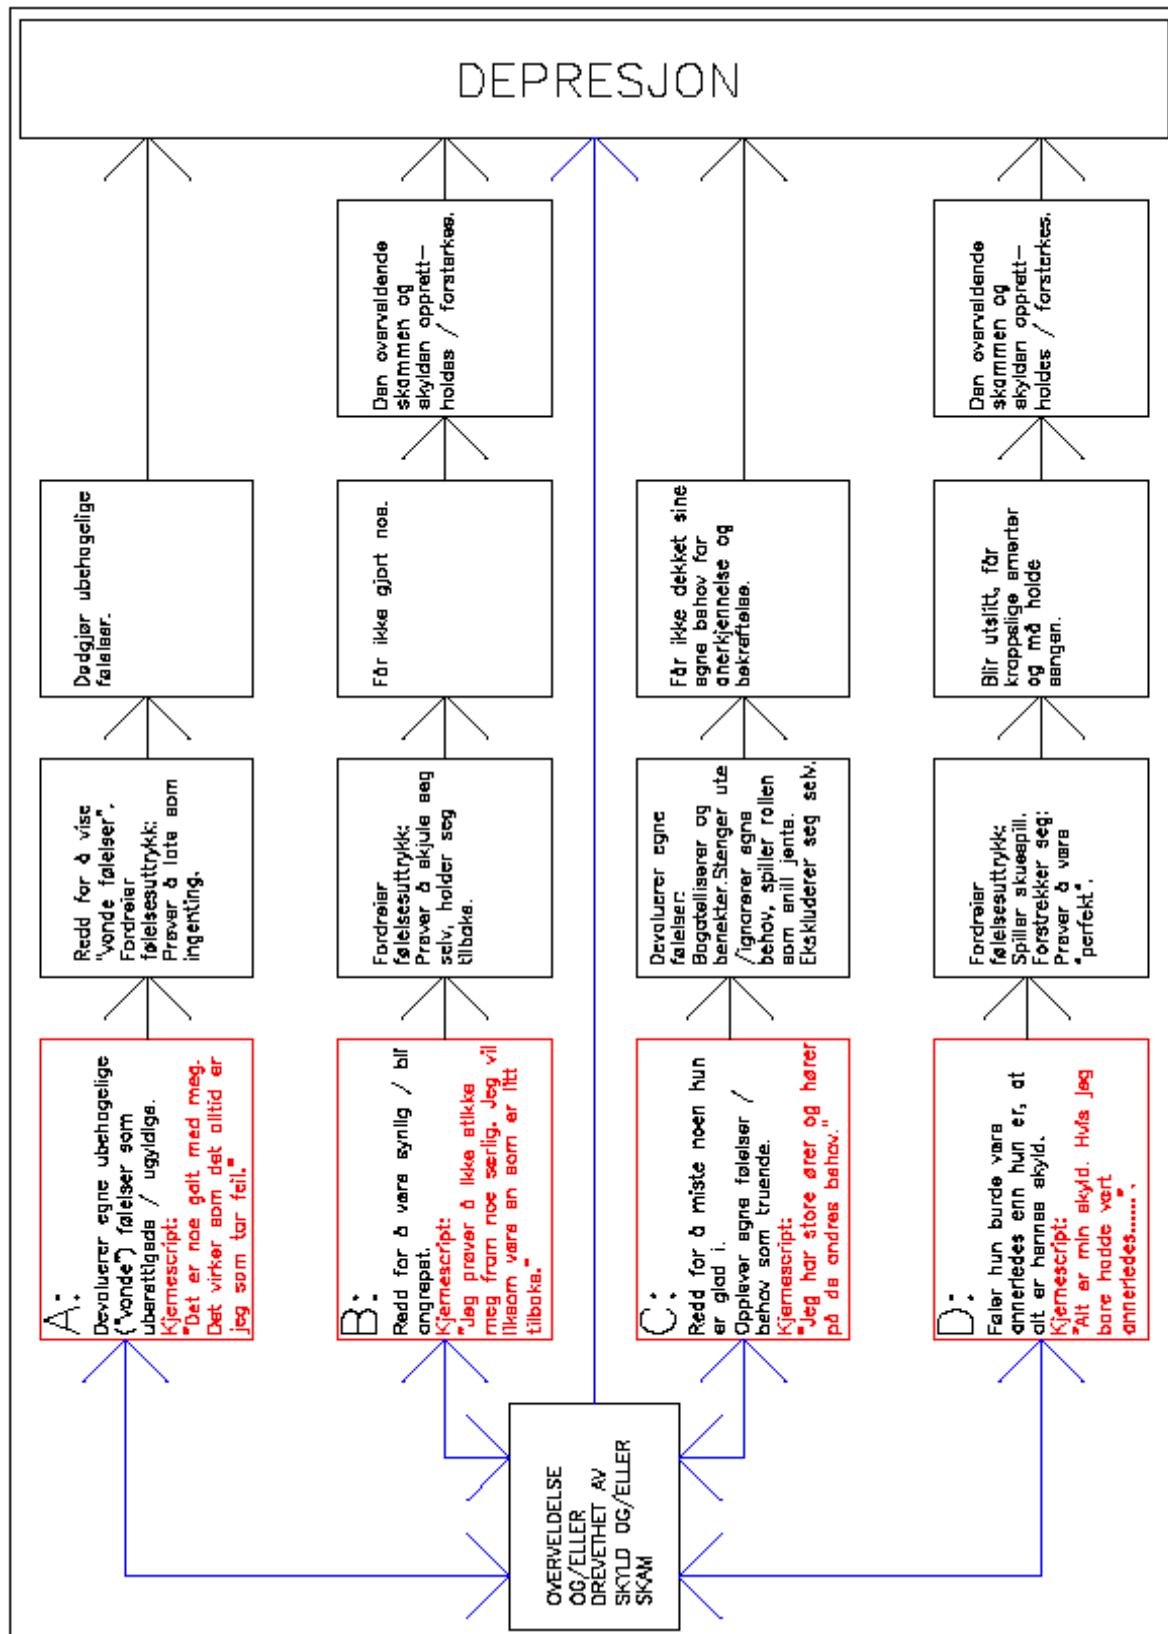 DEPRESJON
OVERVELDELSE
OG/ELLER
DREVETHET AV
SKYLD OG/ELLER
SKAM
A:
Devaluerer egne ubehagelige
("vonde") følelser som
uberettigede / ugyldige.
Kjernescript:
"Det er noe galt med meg.
Det virker som det alltid er
jeg som tar feil."
Redd for å vise
"vonde følelser".
Fordreier
følelsesuttrykk:
Prøver å late som
ingenting.
Dødgjør ubehagelige
følelser.
B:
Redd for å være synlig / bli
angrepet.
Kjernescript:
"Jeg prøver å ikke stikke
meg fram noe særlig. Jeg vil
liksom være en som er litt
tilbake."
Fordreier
følelsesuttrykk:
Prøver å skjule seg
selv, holder seg
tilbake.
Får ikke gjort noe.
Den overveldende
skammen og
skylden opprett-
holdes / forsterkes.
C:
Redd for å miste noen hun
er glad i.
Opplever egne følelser /
behov som truende.
Kjernescript:
"Jeg har store ører og hører
på de andres behov."
Devaluerer egne
følelser:
Bagatelliserer og
benekter.Stenger ute
/ignorerer egne
behov, spiller rollen
som snill jente.
Ekskluderer seg selv.
Får ikke dekket sine
egne behov for
anerkjennelse og
bekreftelse.
D:
Føler hun burde være
annerledes enn hun er, at
alt er hennes skyld.
Kjernescript:
"Alt er min skyld. Hvis jeg
bare hadde vært
annerledes......."
Fordreier
følelsesuttrykk:
Spiller skuespill.
Forstrekker seg:
Prøver å være
"perfekt".
Blir utslitt, får
kroppslige smerter
og må holde
sengen.
Den overveldende
skammen og
skylden opprett-
holdes / forsterkes.